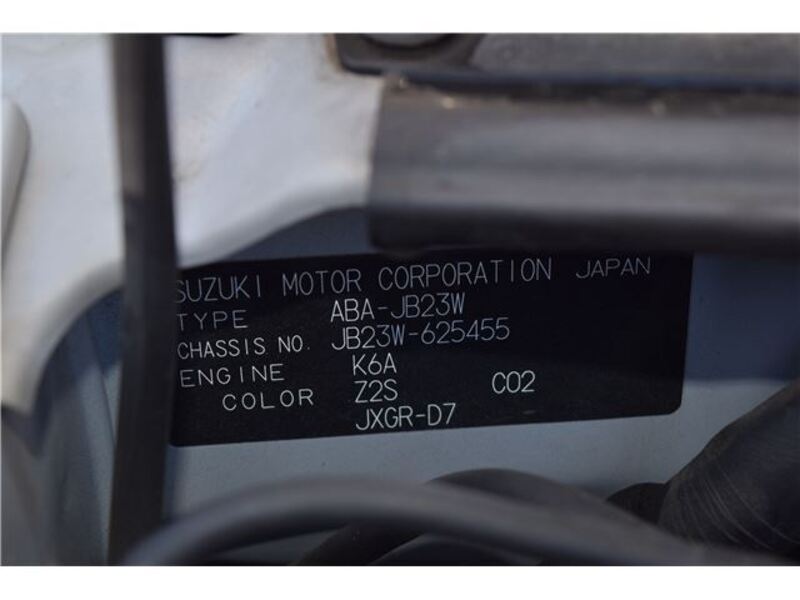 SUZUKI MOTOR CORPORATION JAPAN
TYPE ABA-JB23W
CHASSIS NO. JB23W-625455
ENGINE K6A
COLOR Z2S C02
JXGR-D7